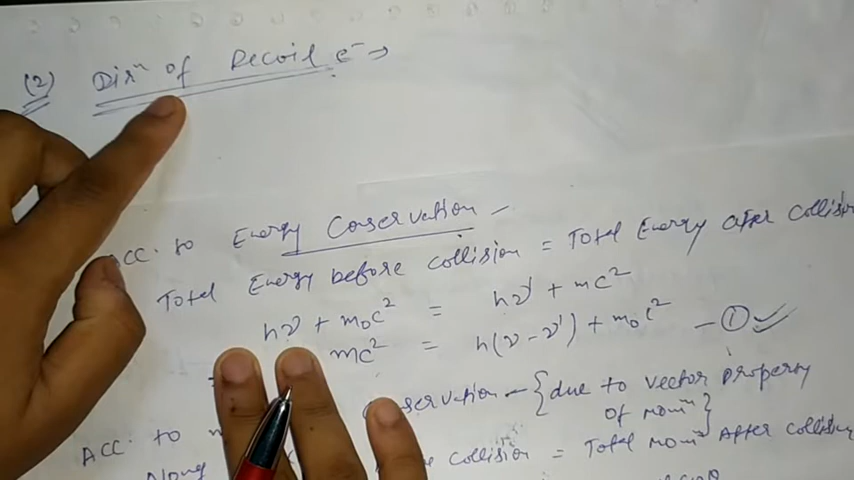 (2) Dirⁿ of Recoil e⁻ →
Acc. to Energy Conservation –
Total Energy before collision = Total Energy after collision
hν + m₀c² = hν' + mc²
mc² = h(ν - ν') + m₀c² – ①
{due to vector property
of momⁿ}
Acc. to
collision = Total momⁿ After collision
Along